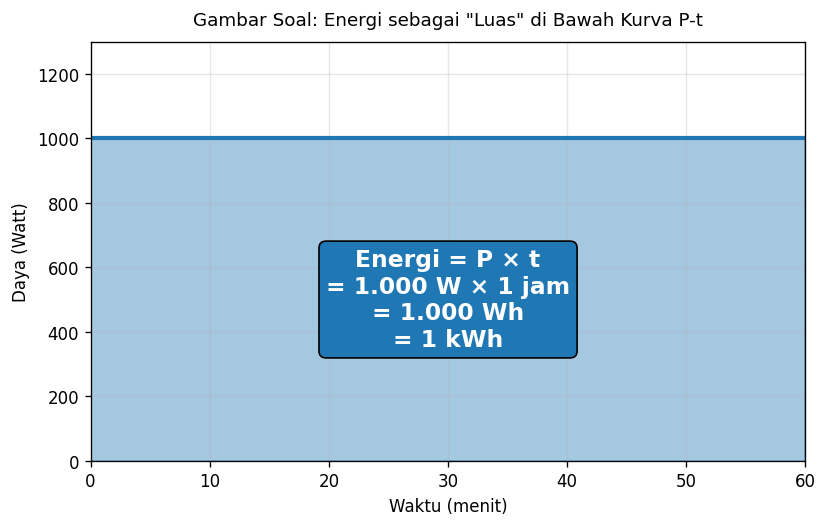 Gambar Soal: Energi sebagai "Luas" di Bawah Kurva P-t
1200
1000
800
600
400
200
0
Daya (Watt)
Energi = P × t
= 1.000 W × 1 jam
= 1.000 Wh
= 1 kWh
0 10 20 30 40 50 60
Waktu (menit)